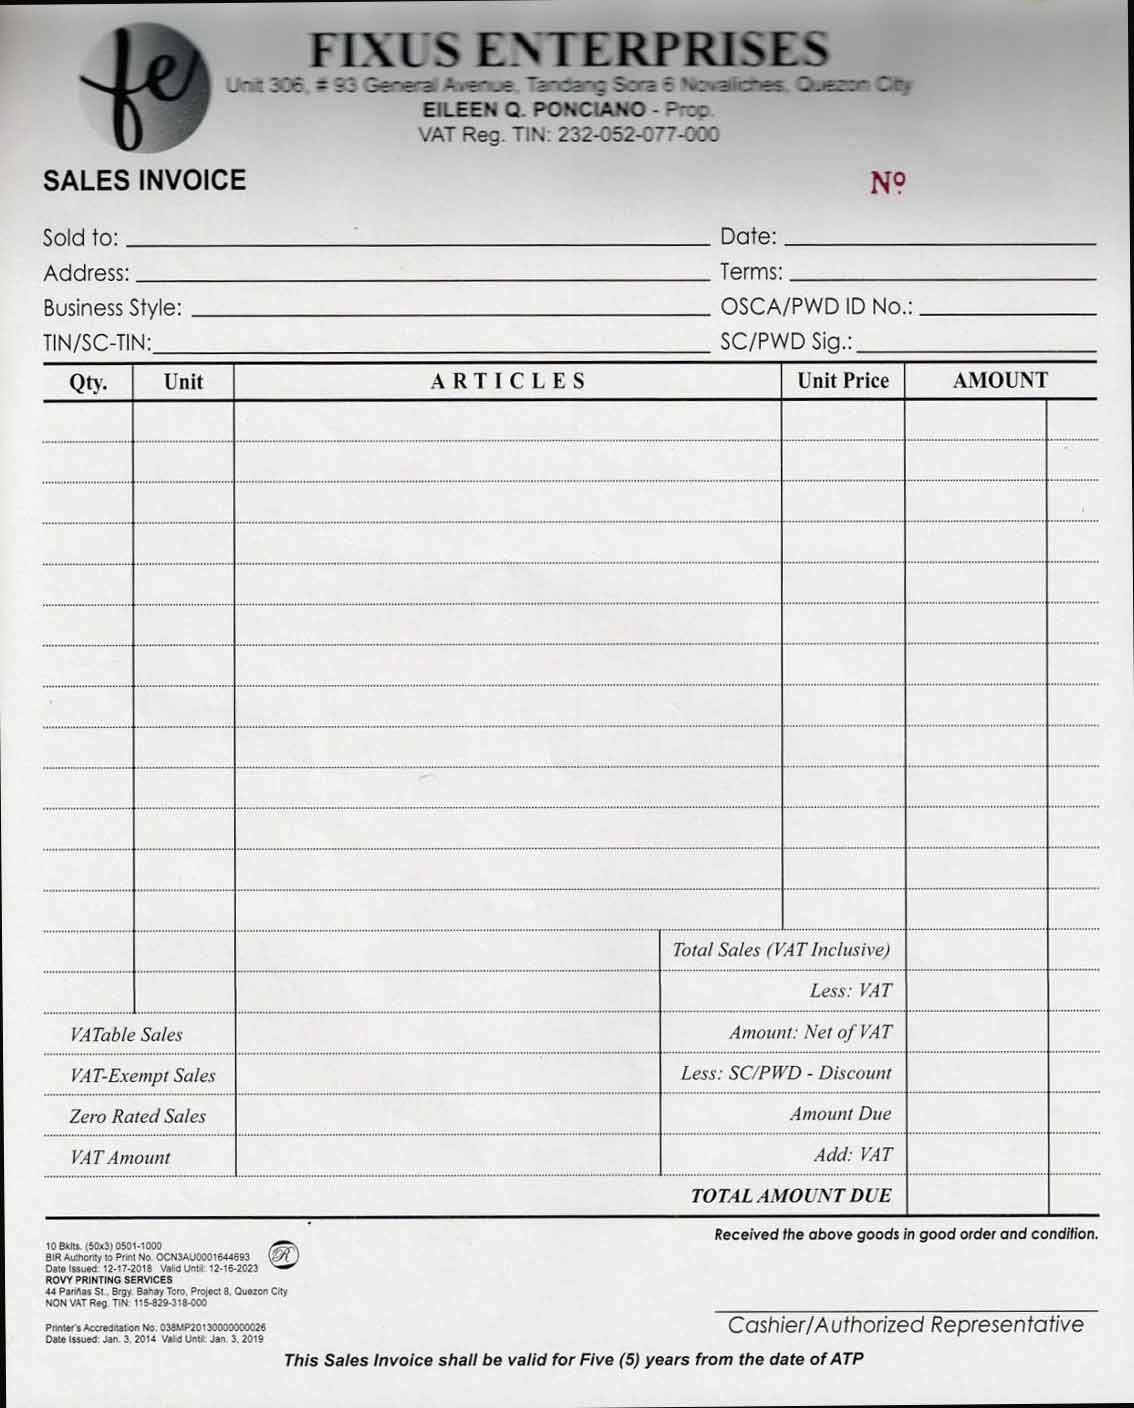 fe
FIXUS ENTERPRISES
Unit 306, # 93 General Avenue, Tandang Sora 6 Novaliches, Quezon City
EILEEN Q. PONCIANO - Prop.
VAT Reg. TIN: 232-052-077-000
SALES INVOICE Nº
Sold to: Date:
Address: Terms:
Business Style: OSCA/PWD ID No.:
TIN/SC-TIN: SC/PWD Sig.:
Qty. Unit ARTICLES Unit Price AMOUNT
Total Sales (VAT Inclusive)
Less: VAT
VATable Sales Amount: Net of VAT
VAT-Exempt Sales Less: SC/PWD - Discount
Zero Rated Sales Amount Due
VAT Amount Add: VAT
TOTAL AMOUNT DUE
Received the above goods in good order and condition.
10 Bklts. (50x3) 0501-1000
BIR Authority to Print No. OCN3AU0001644693
Date Issued: 12-17-2018 Valid Until: 12-16-2023
R
ROVY PRINTING SERVICES
44 Pariñas St., Brgy. Bahay Toro, Project 8, Quezon City
NON VAT Reg. TIN: 115-829-318-000
Printer's Accreditation No. 038MP20130000000026
Date Issued: Jan. 3, 2014 Valid Until: Jan. 3, 2019
Cashier/Authorized Representative
This Sales Invoice shall be valid for Five (5) years from the date of ATP